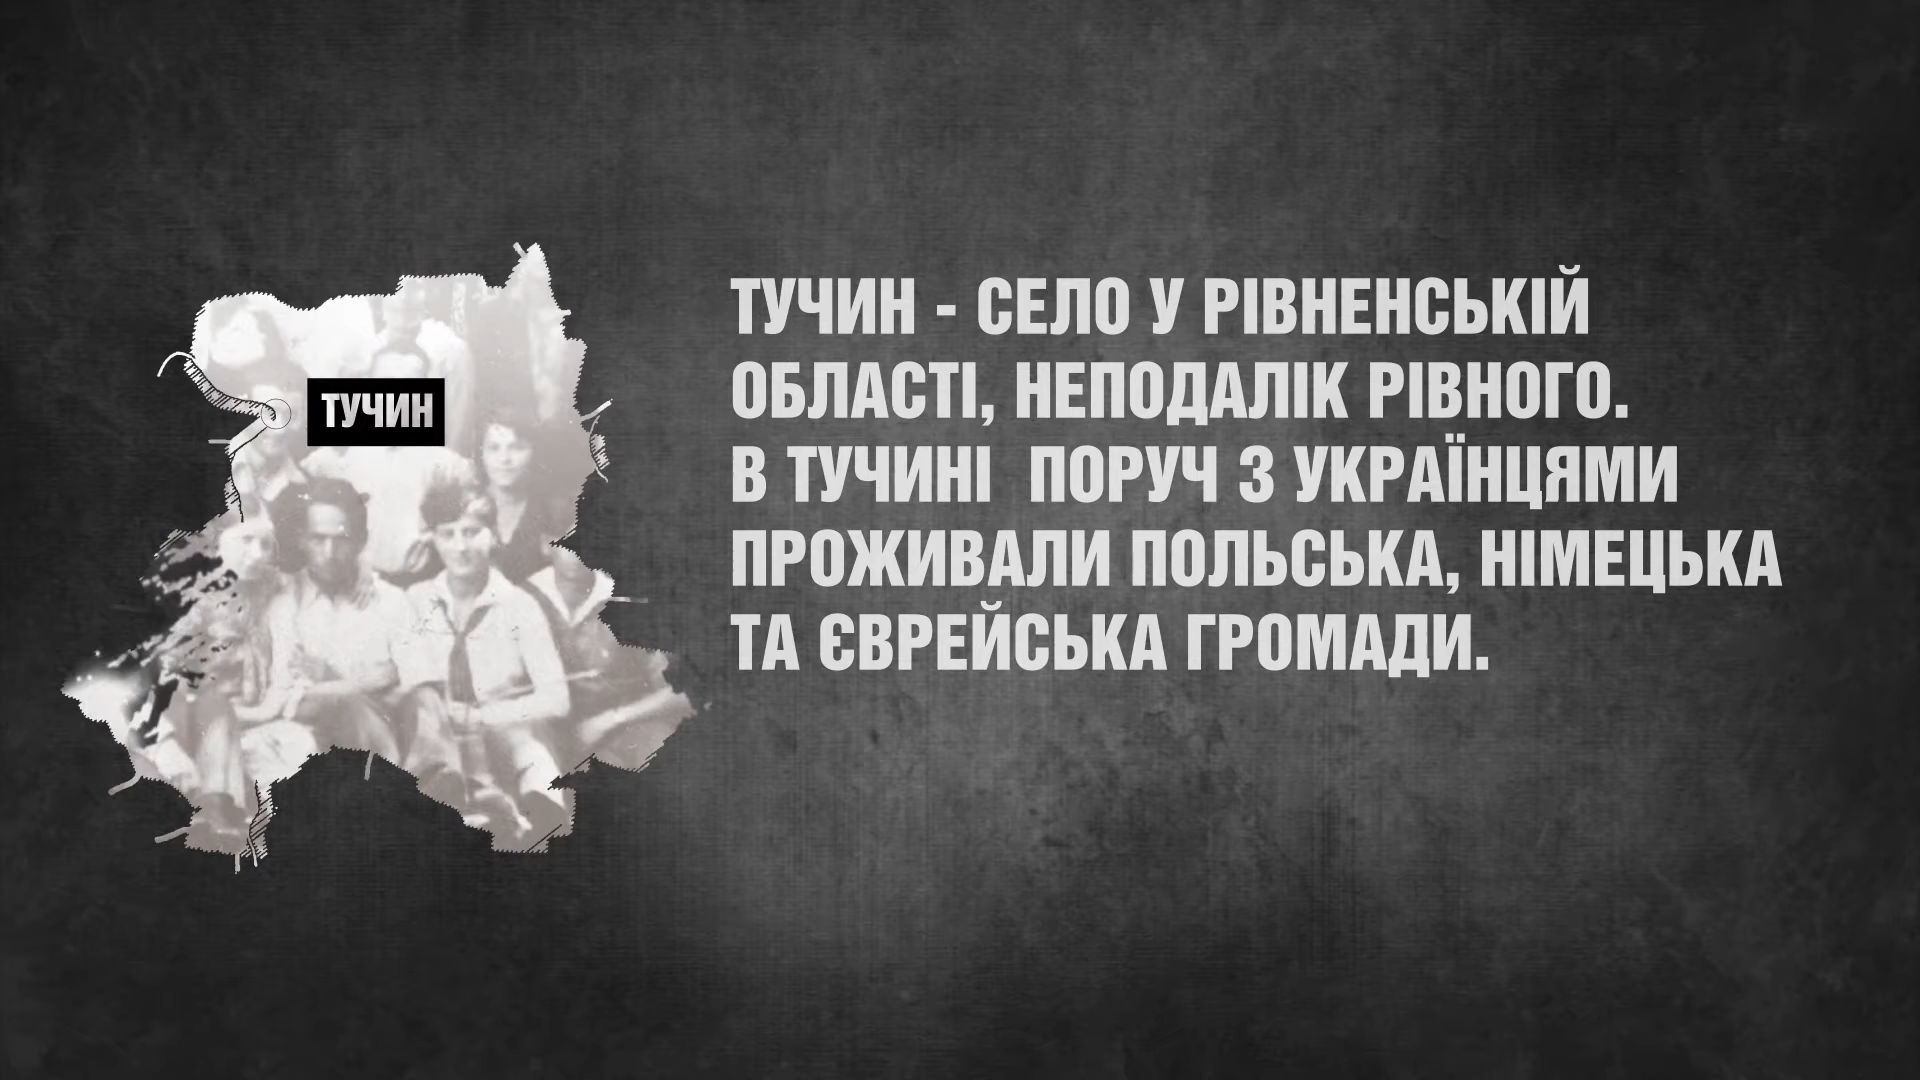 ТУЧИН
ТУЧИН - СЕЛО У РІВНЕНСЬКІЙ
ОБЛАСТІ, НЕПОДАЛІК РІВНОГО.
В ТУЧИНІ  ПОРУЧ З УКРАЇНЦЯМИ
ПРОЖИВАЛИ ПОЛЬСЬКА, НІМЕЦЬКА
ТА ЄВРЕЙСЬКА ГРОМАДИ.